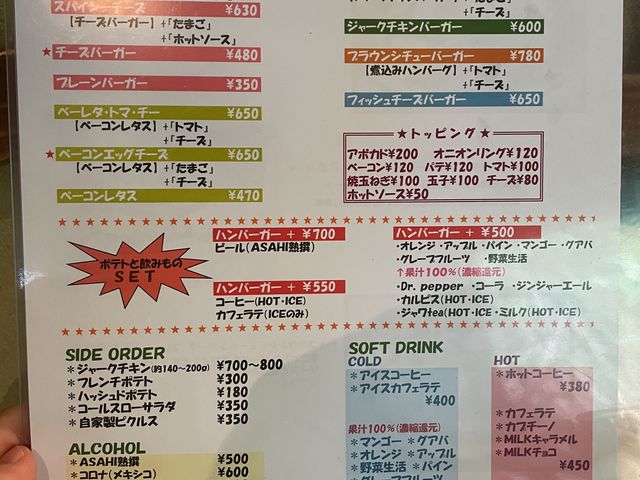 スパイシーチーズ ¥630
【チーズバーガー】+「たまご」
+「ホットソース」
★チーズバーガー ¥480
プレーンバーガー ¥350
ベーレタ・トマ・チー ¥650
【ベーコンレタス】+「トマト」
+「チーズ」
★ベーコンエッグチーズ ¥650
【ベーコンレタス】+「たまご」
+「チーズ」
ベーコンレタス ¥470
+「チーズ」
ジャークチキンバーガー ¥600
ブラウンシチューバーガー ¥780
【煮込みハンバーグ】+「トマト」
+「チーズ」
フィッシュチーズバーガー ¥650
★トッピング★
アボカド¥200 オニオンリング¥120
ベーコン¥120 パテ¥120 トマト¥100
焼玉ねぎ¥100 玉子¥100 チーズ¥80
ホットソース¥50
ポテトと飲みもの
SET
ハンバーガー + ¥700
ビール(ASAHI熟撰)
ハンバーガー + ¥550
コーヒー(HOT・ICE)
カフェラテ(ICEのみ)
ハンバーガー + ¥500
・オレンジ ・アップル ・パイン ・マンゴー ・グアバ
・グレープフルーツ ・野菜生活
↑果汁100%(濃縮還元)
・Dr. pepper ・コーラ ・ジンジャーエール
・カルピス(HOT・ICE)
・ジャワtea(HOT・ICE ・ミルク(HOT・ICE)
SIDE ORDER
*ジャークチキン(約140〜200g) ¥700〜800
*フレンチポテト ¥300
*ハッシュドポテト ¥180
*コールスローサラダ ¥350
*自家製ピクルス ¥350
ALCOHOL
*ASAHI熟撰 ¥500
*コロナ(メキシコ) ¥600
SOFT DRINK
COLD
*アイスコーヒー
*アイスカフェラテ
¥400
果汁100%(濃縮還元)
*マンゴー *グアバ
*オレンジ *アップル
*野菜生活 *パイン
*グレープフルーツ
HOT
*ホットコーヒー
¥380
*カフェラテ
*カプチーノ
*MILKキャラメル
*MILKチョコ
¥450